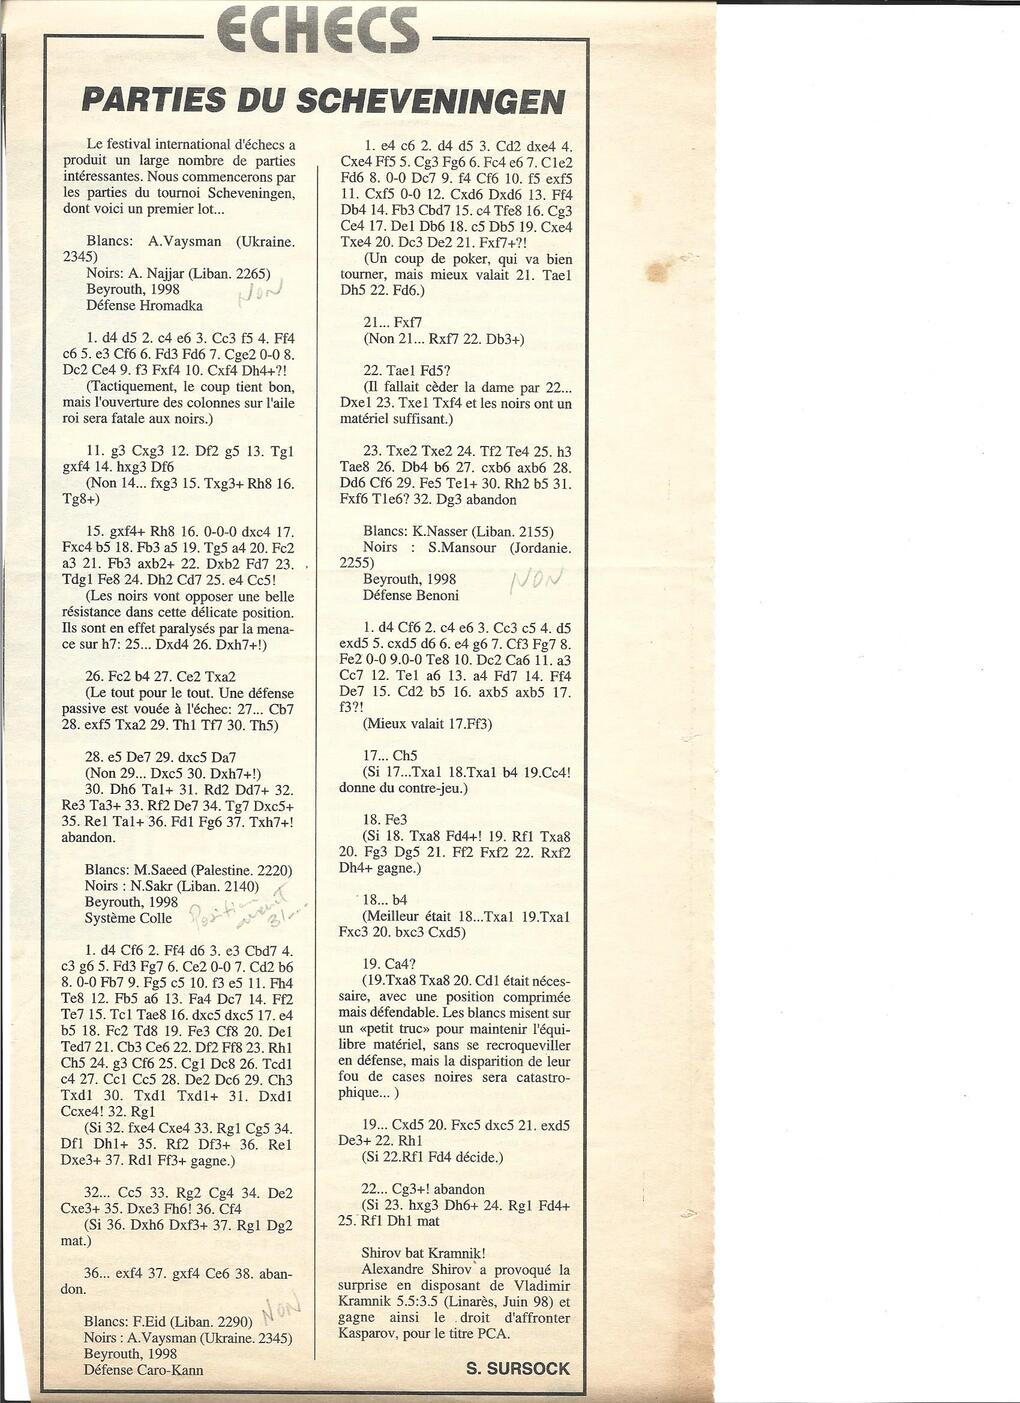 ECHECS
PARTIES DU SCHEVENINGEN
Le festival international d'échecs a
produit un large nombre de parties
intéressantes. Nous commencerons par
les parties du tournoi Scheveningen,
dont voici un premier lot...
Blancs: A.Vaysman (Ukraine.
2345)
Noirs: A. Najjar (Liban. 2265)
Beyrouth, 1998
NON
Défense Hromadka
1. d4 d5 2. c4 e6 3. Cc3 f5 4. Ff4
c6 5. e3 Cf6 6. Fd3 Fd6 7. Cge2 0-0 8.
Dc2 Ce4 9. f3 Fxf4 10. Cxf4 Dh4+?!
(Tactiquement, le coup tient bon,
mais l'ouverture des colonnes sur l'aile
roi sera fatale aux noirs.)
11. g3 Cxg3 12. Df2 g5 13. Tg1
gxf4 14. hxg3 Df6
(Non 14... fxg3 15. Txg3+ Rh8 16.
Tg8+)
15. gxf4+ Rh8 16. 0-0-0 dxc4 17.
Fxc4 b5 18. Fb3 a5 19. Tg5 a4 20. Fc2
a3 21. Fb3 axb2+ 22. Dxb2 Fd7 23.
Tdg1 Fe8 24. Dh2 Cd7 25. e4 Cc5!
(Les noirs vont opposer une belle
résistance dans cette délicate position.
Ils sont en effet paralysés par la mena-
ce sur h7: 25... Dxd4 26. Dxh7+!)
26. Fc2 b4 27. Ce2 Txa2
(Le tout pour le tout. Une défense
passive est vouée à l'échec: 27... Cb7
28. exf5 Txa2 29. Th1 Tf7 30. Th5)
28. e5 De7 29. dxc5 Da7
(Non 29... Dxc5 30. Dxh7+!)
30. Dh6 Ta1+ 31. Rd2 Dd7+ 32.
Re3 Ta3+ 33. Rf2 De7 34. Tg7 Dxc5+
35. Re1 Ta1+ 36. Fd1 Fg6 37. Txh7+!
abandon.
Blancs: M.Saeed (Palestine. 2220)
Noirs : N.Sakr (Liban. 2140)
Beyrouth, 1998
Système Colle
Position
avant
31...
1. d4 Cf6 2. Ff4 d6 3. e3 Cbd7 4.
c3 g6 5. Fd3 Fg7 6. Ce2 0-0 7. Cd2 b6
8. 0-0 Fb7 9. Fg5 c5 10. f3 e5 11. Fh4
Te8 12. Fb5 a6 13. Fa4 Dc7 14. Ff2
Te7 15. Tc1 Tae8 16. dxc5 dxc5 17. e4
b5 18. Fc2 Td8 19. Fe3 Cf8 20. De1
Ted7 21. Cb3 Ce6 22. Df2 Ff8 23. Rh1
Ch5 24. g3 Cf6 25. Cg1 Dc8 26. Tcd1
c4 27. Cc1 Cc5 28. De2 Dc6 29. Ch3
Txd1 30. Txd1 Txd1+ 31. Dxd1
Ccxe4! 32. Rg1
(Si 32. fxe4 Cxe4 33. Rg1 Cg5 34.
Df1 Dh1+ 35. Rf2 Df3+ 36. Re1
Dxe3+ 37. Rd1 Ff3+ gagne.)
32... Cc5 33. Rg2 Cg4 34. De2
Cxe3+ 35. Dxe3 Fh6! 36. Cf4
(Si 36. Dxh6 Dxf3+ 37. Rg1 Dg2
mat.)
36... exf4 37. gxf4 Ce6 38. aban-
don.
NON
Blancs: F.Eid (Liban. 2290)
Noirs : A.Vaysman (Ukraine. 2345)
Beyrouth, 1998
Défense Caro-Kann
1. e4 c6 2. d4 d5 3. Cd2 dxe4 4.
Cxe4 Ff5 5. Cg3 Fg6 6. Fc4 e6 7. C1e2
Fd6 8. 0-0 Dc7 9. f4 Cf6 10. f5 exf5
11. Cxf5 0-0 12. Cxd6 Dxd6 13. Ff4
Db4 14. Fb3 Cbd7 15. c4 Tfe8 16. Cg3
Ce4 17. De1 Db6 18. c5 Db5 19. Cxe4
Txe4 20. Dc3 De2 21. Fxf7+?!
(Un coup de poker, qui va bien
tourner, mais mieux valait 21. Tae1
Dh5 22. Fd6.)
21... Fxf7
(Non 21... Rxf7 22. Db3+)
22. Tae1 Fd5?
(Il fallait cèder la dame par 22...
Dxe1 23. Txe1 Txf4 et les noirs ont un
matériel suffisant.)
23. Txe2 Txe2 24. Tf2 Te4 25. h3
Tae8 26. Db4 b6 27. cxb6 axb6 28.
Dd6 Cf6 29. Fe5 Te1+ 30. Rh2 b5 31.
Fxf6 T1e6? 32. Dg3 abandon
Blancs: K.Nasser (Liban. 2155)
Noirs : S.Mansour (Jordanie.
2255)
Beyrouth, 1998
NON
Défense Benoni
1. d4 Cf6 2. c4 e6 3. Cc3 c5 4. d5
exd5 5. cxd5 d6 6. e4 g6 7. Cf3 Fg7 8.
Fe2 0-0 9.0-0 Te8 10. Dc2 Ca6 11. a3
Cc7 12. Te1 a6 13. a4 Fd7 14. Ff4
De7 15. Cd2 b5 16. axb5 axb5 17.
f3?!
(Mieux valait 17.Ff3)
17... Ch5
(Si 17...Txa1 18.Txa1 b4 19.Cc4!
donne du contre-jeu.)
18. Fe3
(Si 18. Txa8 Fd4+! 19. Rf1 Txa8
20. Fg3 Dg5 21. Ff2 Fxf2 22. Rxf2
Dh4+ gagne.)
18... b4
(Meilleur était 18...Txa1 19.Txa1
Fxc3 20. bxc3 Cxd5)
19. Ca4?
(19.Txa8 Txa8 20. Cd1 était néces-
saire, avec une position comprimée
mais défendable. Les blancs misent sur
un «petit truc» pour maintenir l'équi-
libre matériel, sans se recroqueviller
en défense, mais la disparition de leur
fou de cases noires sera catastro-
phique... )
19... Cxd5 20. Fxc5 dxc5 21. exd5
De3+ 22. Rh1
(Si 22.Rf1 Fd4 décide.)
22... Cg3+! abandon
(Si 23. hxg3 Dh6+ 24. Rg1 Fd4+
25. Rf1 Dh1 mat
Shirov bat Kramnik!
Alexandre Shirov a provoqué la
surprise en disposant de Vladimir
Kramnik 5.5:3.5 (Linarès, Juin 98) et
gagne ainsi le droit d'affronter
Kasparov, pour le titre PCA.
S. SURSOCK